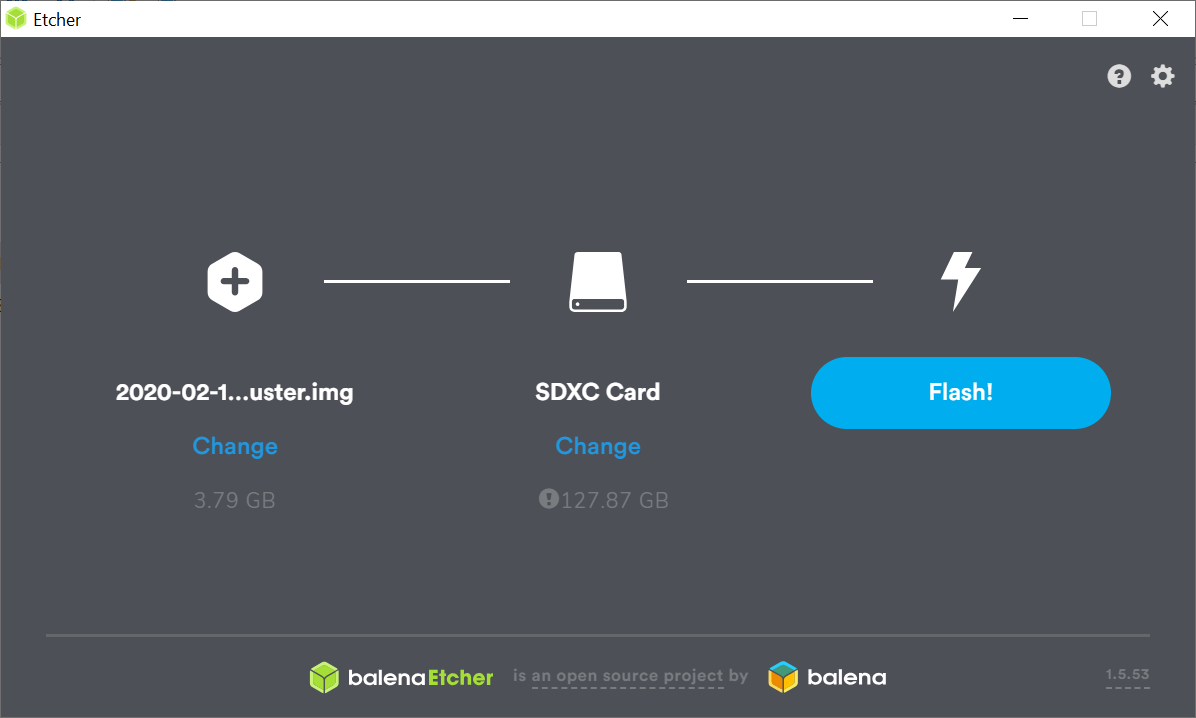 Etcher
2020-02-1...uster.img
SDXC Card
Flash!
Change
Change
3.79 GB
127.87 GB
balenaEtcher is an open source project by balena
1.5.53